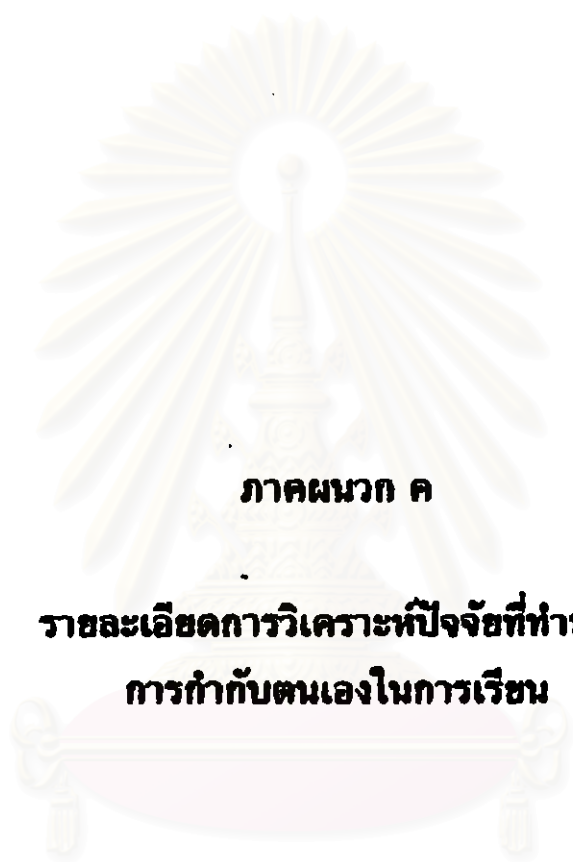 ภาคผนวก ค
รายละเอียดการวิเคราะห์ปัจจัยที่ทำ
การกำกับตนเองในการเรียน